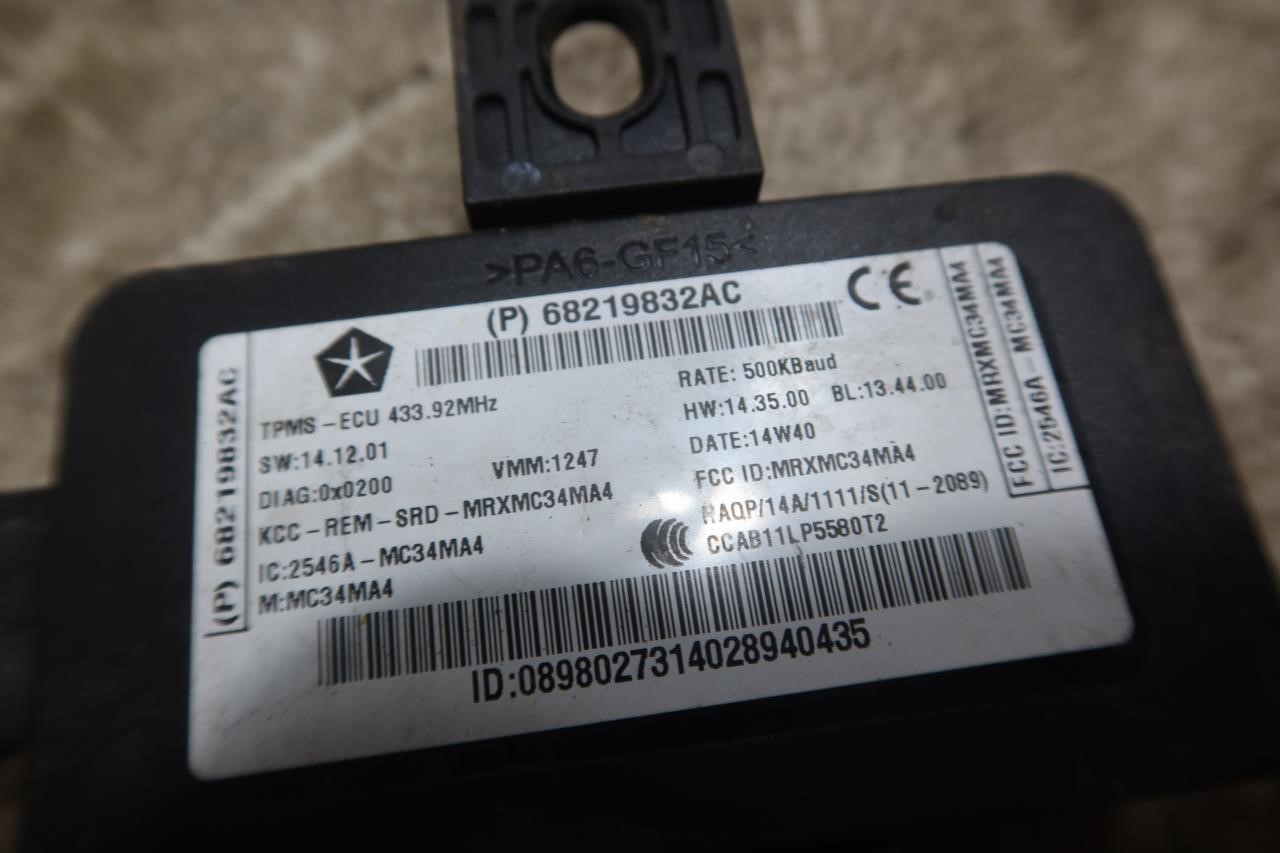 >PA6-GF15<
(P) 68219832AC
CE
(P) 68219832AC
TPMS-ECU 433.92MHz
SW:14.12.01
VMM:1247
DIAG:0x0200
KCC-REM-SRD-MRXMC34MA4
IC:2546A-MC34MA4
M:MC34MA4
RATE: 500KBaud
HW:14.35.00 BL:13.44.00
DATE:14W40
FCC ID:MRXMC34MA4
RAQP/14A/1111/S(11-2089)
CCAB11LP5580T2
FCC ID:MRXMC34MA4
IC:2546A-MC34MA4
ID:0898027314028940435